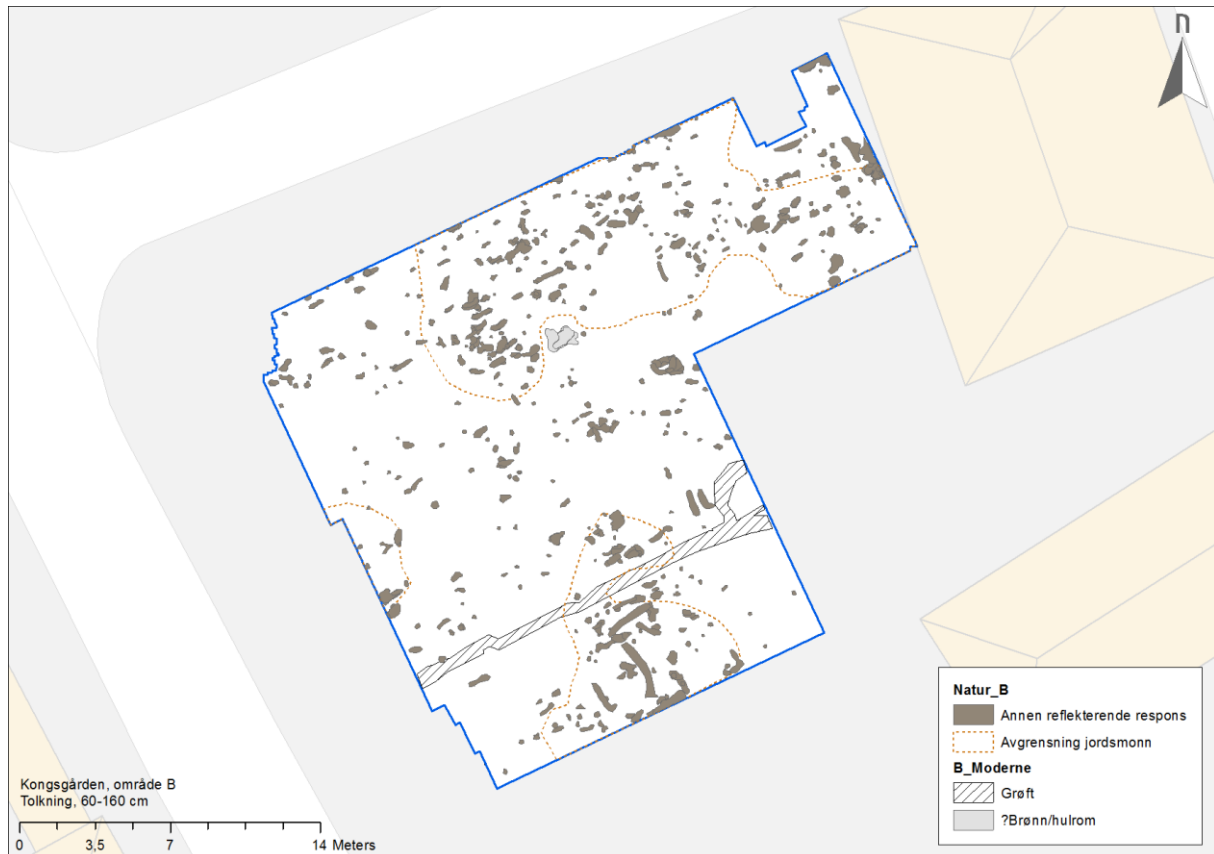 n
Natur_B
Annen reflekterende respons
Avgrensning jordsmonn
B_Moderne
Grøft
?Brønn/hulrom
Kongsgården, område B
Tolkning, 60-160 cm
0 3,5 7 14 Meters